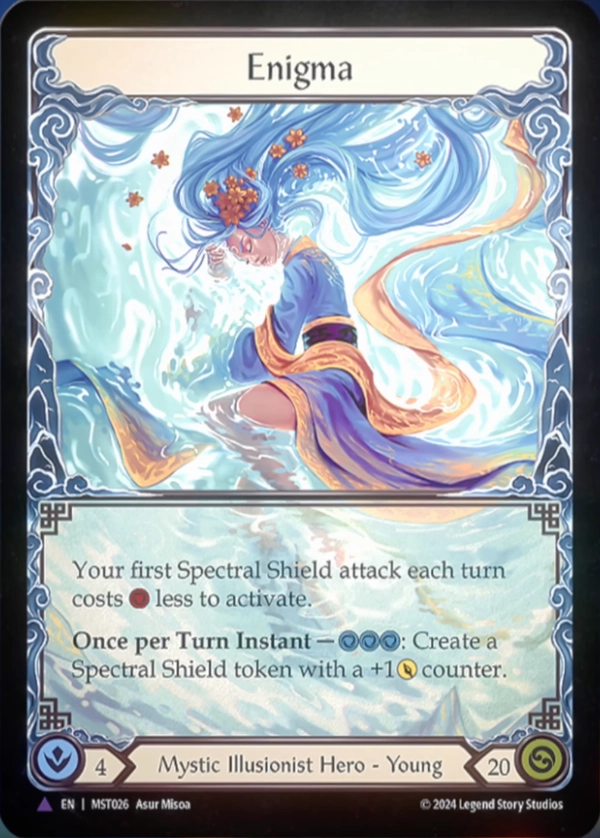 Enigma
Your first Spectral Shield attack each turn
costs less to activate.
Once per Turn Instant — : Create a
Spectral Shield token with a +1 counter.
4 Mystic Illusionist Hero - Young 20
EN | MST026 Asur Misoa © 2024 Legend Story Studios